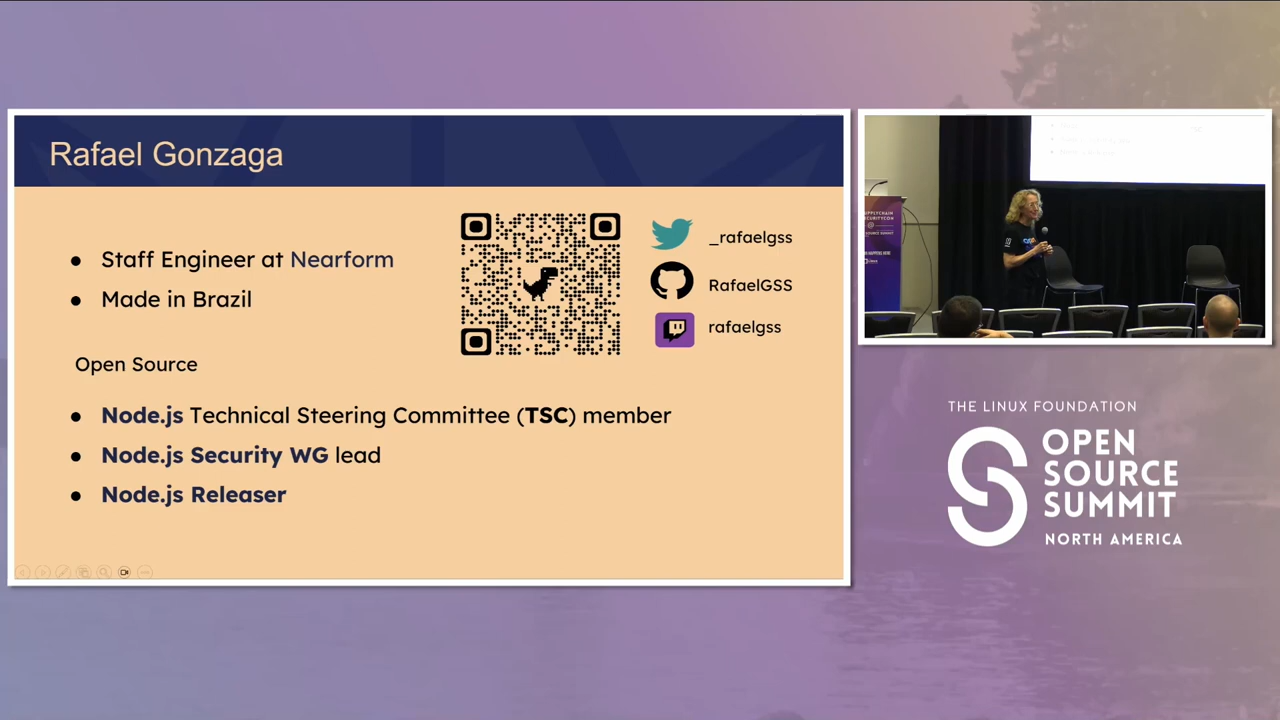 Rafael Gonzaga
Staff Engineer at Nearform
Made in Brazil
_rafaelgss
RafaelGSS
rafaelgss
Open Source
Node.js Technical Steering Committee (TSC) member
Node.js Security WG lead
Node.js Releaser
SECURITYCON
THE LINUX FOUNDATION
OPEN
SOURCE
SUMMIT
NORTH AMERICA